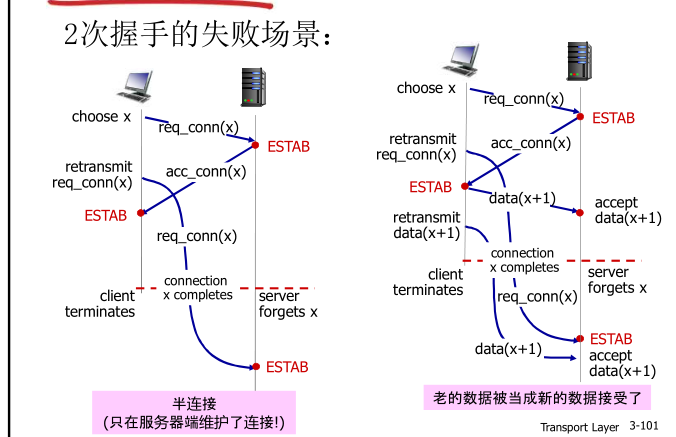 2次握手的失败场景:
choose x
req_conn(x)
ESTAB
retransmit
req_conn(x)
acc_conn(x)
ESTAB
req_conn(x)
connection
x completes
client
terminates
server
forgets x
ESTAB
半连接
(只在服务器端维护了连接!)
choose x
req_conn(x)
ESTAB
retransmit
req_conn(x)
acc_conn(x)
ESTAB
data(x+1)
accept
data(x+1)
retransmit
data(x+1)
connection
x completes
client
terminates
server
forgets x
req_conn(x)
ESTAB
data(x+1)
accept
data(x+1)
老的数据被当成新的数据接受了
Transport Layer 3-101